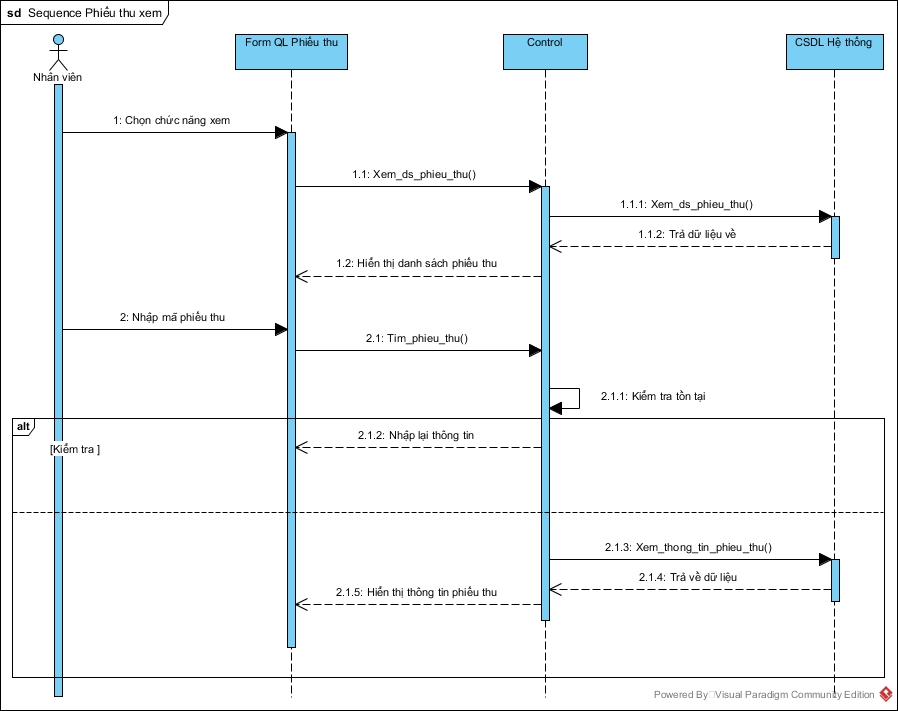 sd Sequence Phiếu thu xem
Nhân viên
Form QL Phiếu thu
Control
CSDL Hệ thống
1: Chọn chức năng xem
1.1: Xem_ds_phieu_thu()
1.1.1: Xem_ds_phieu_thu()
1.1.2: Trả dữ liệu về
1.2: Hiển thị danh sách phiếu thu
2: Nhập mã phiếu thu
2.1: Tim_phieu_thu()
2.1.1: Kiểm tra tồn tại
alt
2.1.2: Nhập lại thông tin
[Kiểm tra ]
2.1.3: Xem_thong_tin_phieu_thu()
2.1.4: Trả về dữ liệu
2.1.5: Hiển thị thông tin phiếu thu
Powered By Visual Paradigm Community Edition